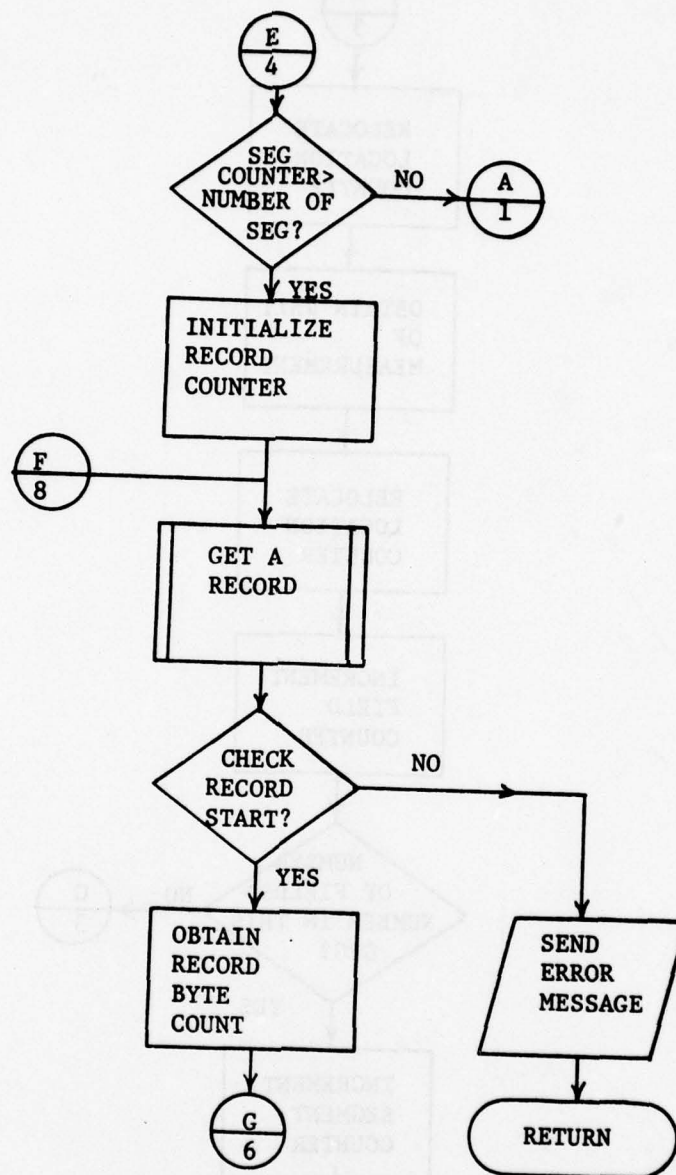 E
4
SEG
COUNTER>
NUMBER OF
SEG?
NO
A
1
YES
INITIALIZE
RECORD
COUNTER
F
8
GET A
RECORD
CHECK
RECORD
START?
NO
YES
OBTAIN
RECORD
BYTE
COUNT
SEND
ERROR
MESSAGE
G
6
RETURN